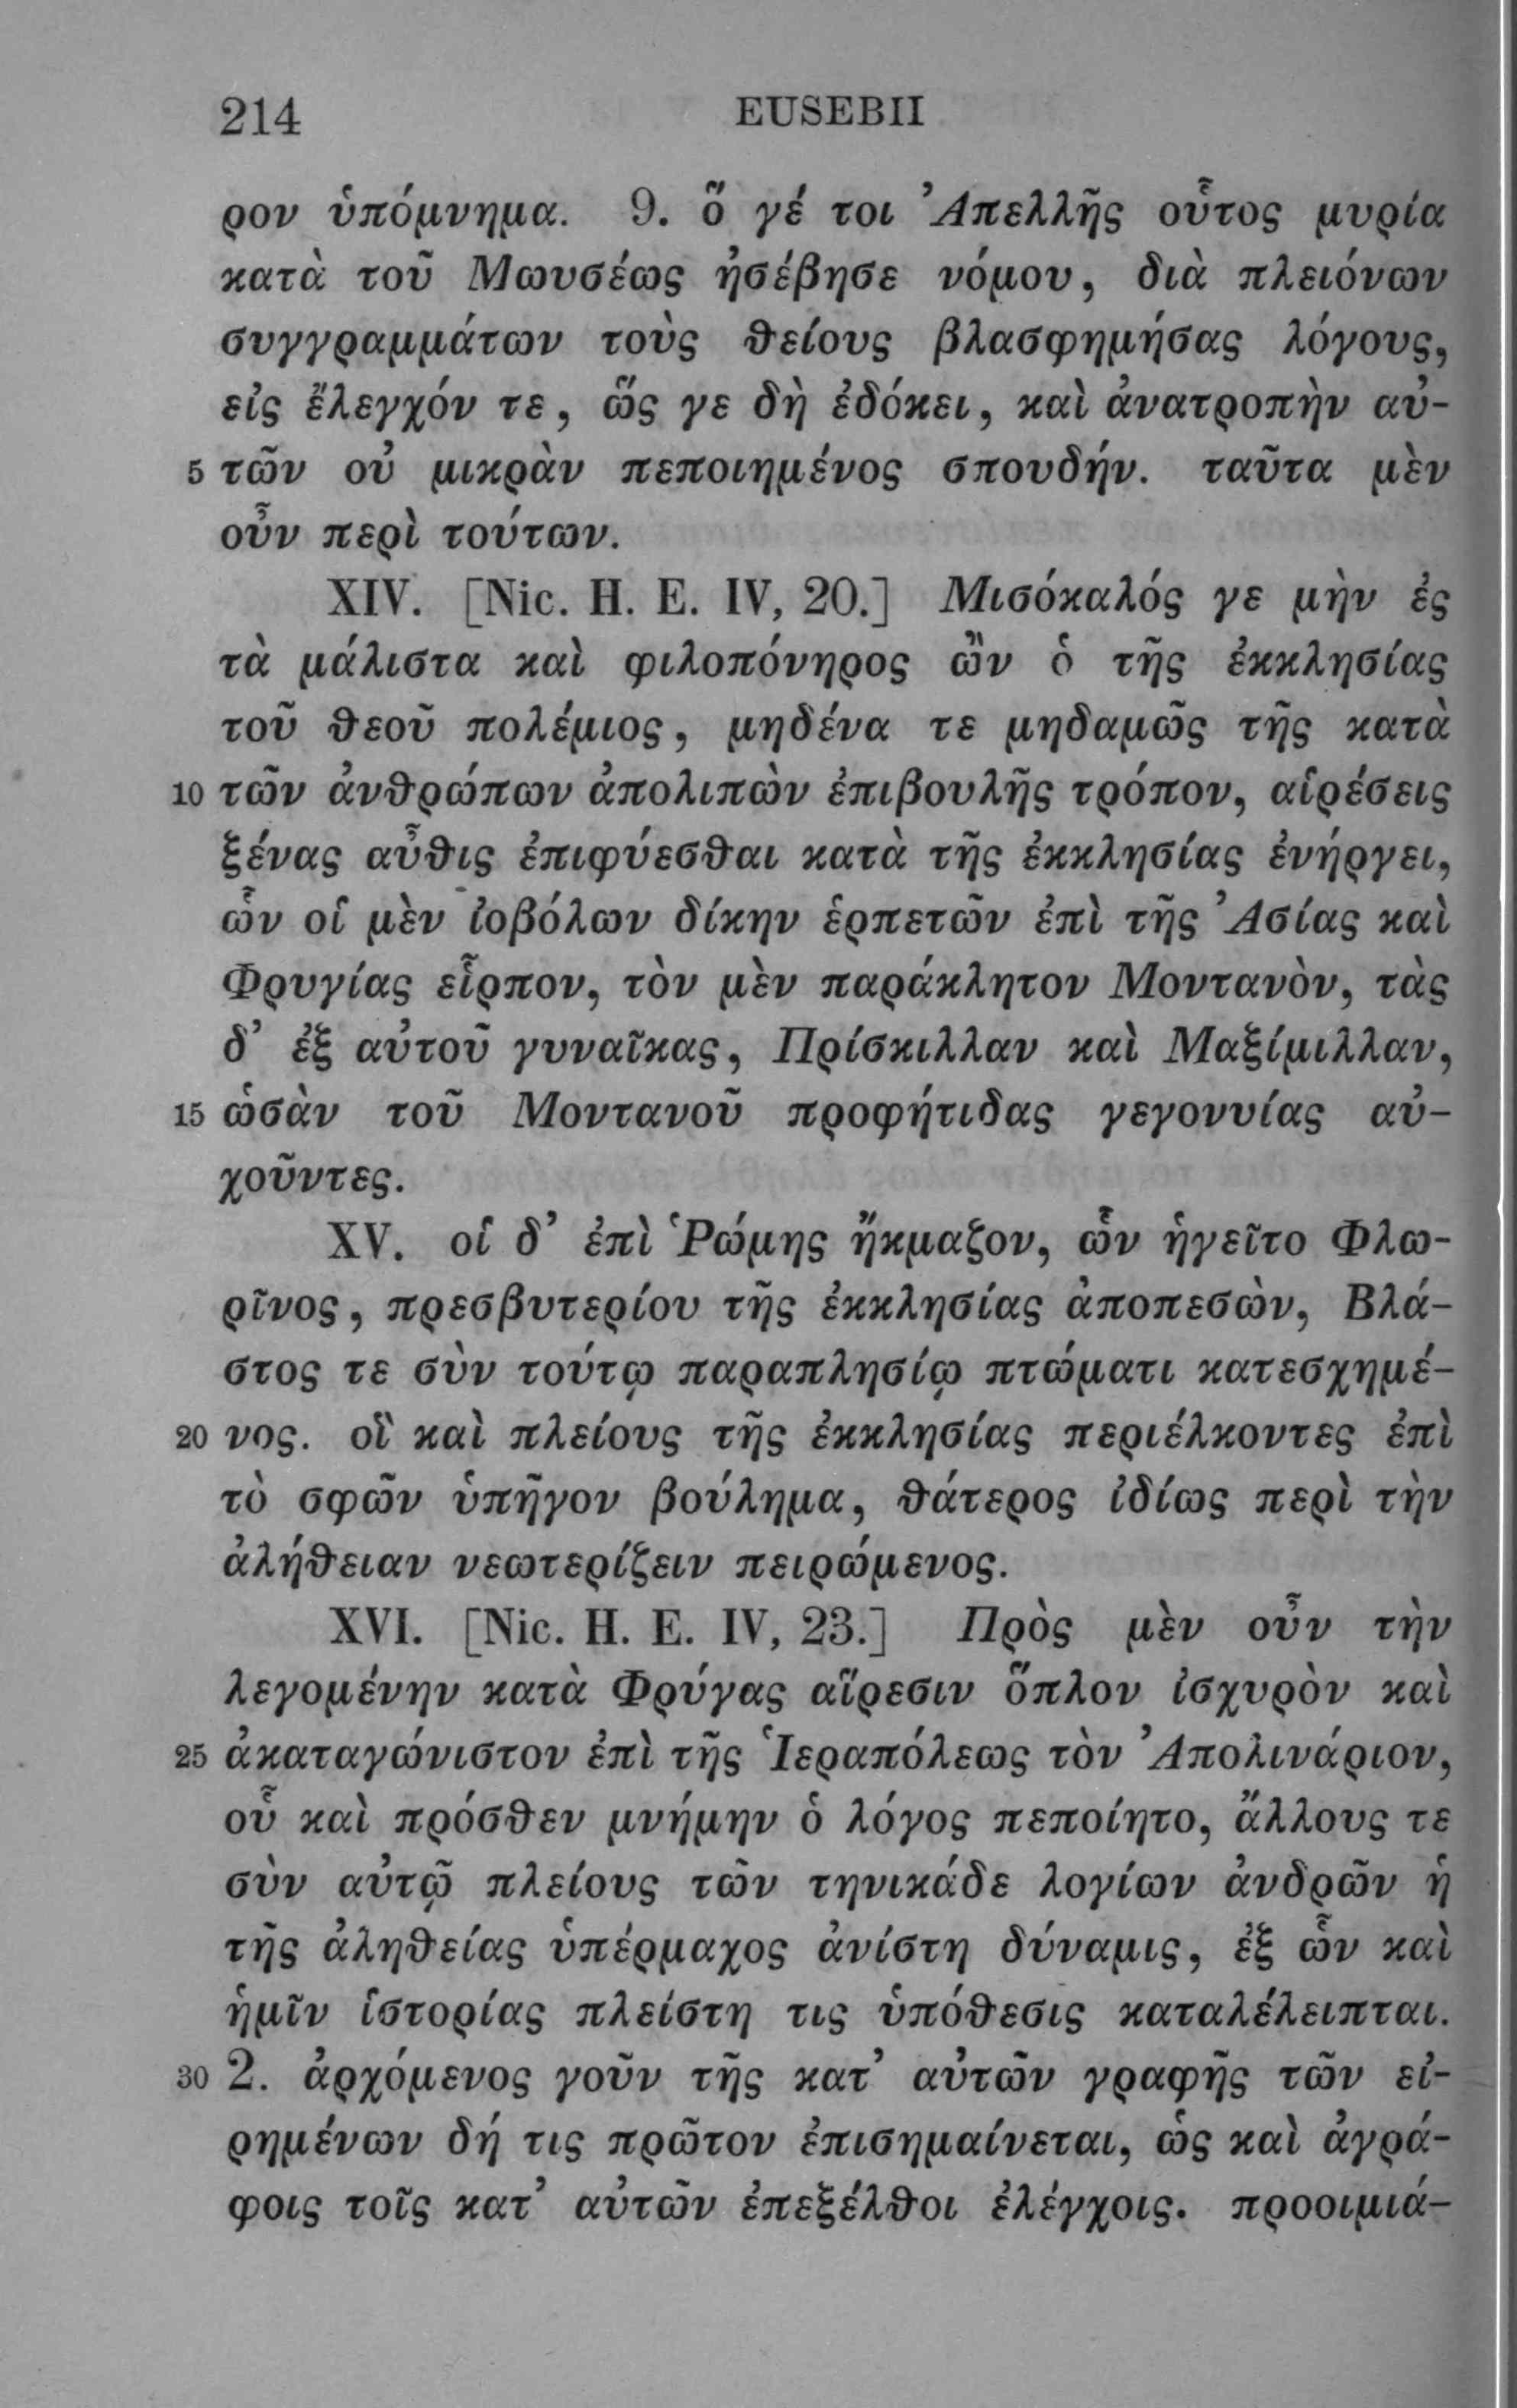 214 EUSEBII
ρον ὑπόμνημα. 9. ὅ γέ τοι Ἀπελλῆς οὗτος μυρία
κατὰ τοῦ Μωυσέως ἠσέβησε νόμου, διὰ πλειόνων
συγγραμμάτων τοὺς θείους βλασφημήσας λόγους,
εἰς ἔλεγχόν τε, ὥς γε δὴ ἐδόκει, καὶ ἀνατροπὴν αὐ-
5 τῶν οὐ μικρὰν πεποιημένος σπουδήν. ταῦτα μὲν
οὖν περὶ τούτων.
XIV. [Nic. H. E. IV, 20.] Μισόκαλός γε μὴν ἐς
τὰ μάλιστα καὶ φιλοπόνηρος ὢν ὁ τῆς ἐκκλησίας
τοῦ θεοῦ πολέμιος, μηδένα τε μηδαμῶς τῆς κατὰ
10 τῶν ἀνθρώπων ἀπολιπὼν ἐπιβουλῆς τρόπον, αἱρέσεις
ξένας αὖθις ἐπιφύεσθαι κατὰ τῆς ἐκκλησίας ἐνήργει,
ὧν οἱ μὲν ἰοβόλων δίκην ἑρπετῶν ἐπὶ τῆς Ἀσίας καὶ
Φρυγίας εἷρπον, τὸν μὲν παράκλητον Μοντανὸν, τὰς
δ’ ἐξ αὐτοῦ γυναῖκας, Πρίσκιλλαν καὶ Μαξίμιλλαν,
15 ὡσὰν τοῦ Μοντανοῦ προφήτιδας γεγονυίας αὐ-
χοῦντες.
XV. οἱ δ’ ἐπὶ Ῥώμης ἤκμαζον, ὧν ἡγεῖτο Φλω-
ρῖνος, πρεσβυτερίου τῆς ἐκκλησίας ἀποπεσὼν, Βλά-
στος τε σὺν τούτῳ παραπλησίῳ πτώματι κατεσχημέ-
20 νος. οἳ καὶ πλείους τῆς ἐκκλησίας περιέλκοντες ἐπὶ
τὸ σφῶν ὑπῆγον βούλημα, θάτερος ἰδίως περὶ τὴν
ἀλήθειαν νεωτερίζειν πειρώμενος.
XVI. [Nic. H. E. IV, 23.] Πρὸς μὲν οὖν τὴν
λεγομένην κατὰ Φρύγας αἵρεσιν ὅπλον ἰσχυρὸν καὶ
25 ἀκαταγώνιστον ἐπὶ τῆς Ἱεραπόλεως τὸν Ἀπολινάριον,
οὗ καὶ πρόσθεν μνήμην ὁ λόγος πεποίητο, ἄλλους τε
σὺν αὐτῷ πλείους τῶν τηνικάδε λογίων ἀνδρῶν ἡ
τῆς ἀληθείας ὑπέρμαχος ἀνίστη δύναμις, ἐξ ὧν καὶ
ἡμῖν ἱστορίας πλείστη τις ὑπόθεσις καταλέλειπται.
30 2. ἀρχόμενος γοῦν τῆς κατ’ αὐτῶν γραφῆς τῶν εἰ-
ρημένων δή τις πρῶτον ἐπισημαίνεται, ὡς καὶ ἀγρά-
φοις τοῖς κατ’ αὐτῶν ἐπεξέλθοι ἐλέγχοις. προοιμιά-